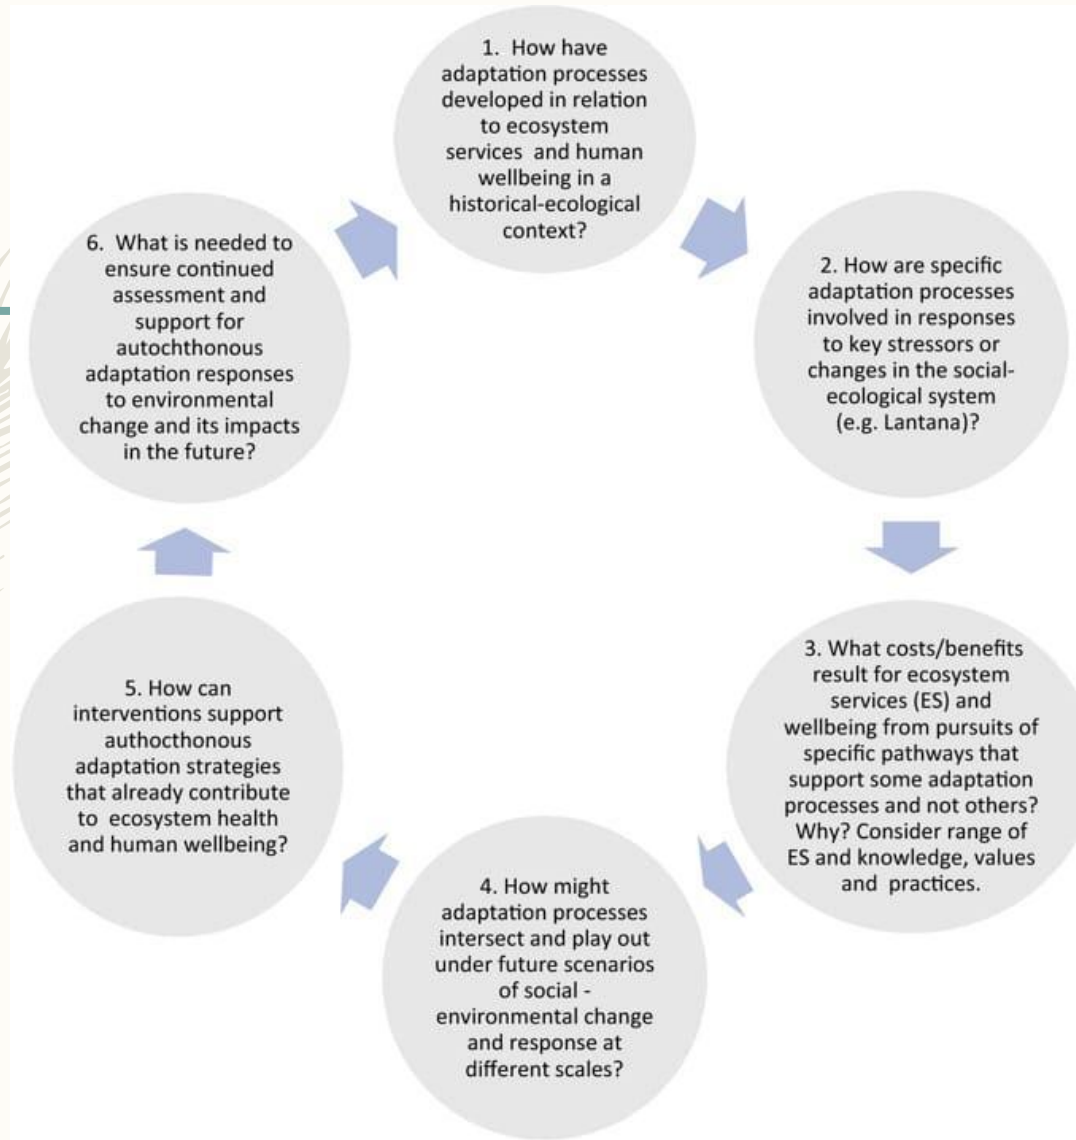 1. How have
adaptation processes
developed in relation
to ecosystem
services and human
wellbeing in a
historical-ecological
context?
2. How are specific
adaptation processes
involved in responses
to key stressors or
changes in the social-
ecological system
(e.g. Lantana)?
3. What costs/benefits
result for ecosystem
services (ES) and
wellbeing from pursuits of
specific pathways that
support some adaptation
processes and not others?
Why? Consider range of
ES and knowledge, values
and practices.
4. How might
adaptation processes
intersect and play out
under future scenarios
of social -
environmental change
and response at
different scales?
5. How can
interventions support
authocthonous
adaptation strategies
that already contribute
to ecosystem health
and human wellbeing?
6. What is needed to
ensure continued
assessment and
support for
autochthonous
adaptation responses
to environmental
change and its impacts
in the future?